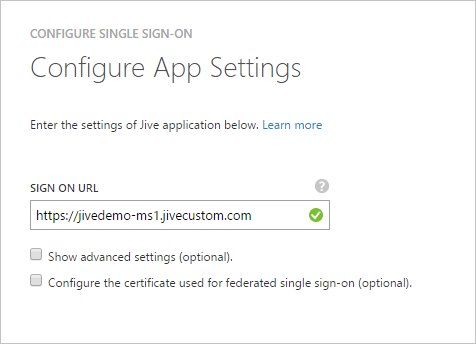 CONFIGURE SINGLE SIGN-ON
Configure App Settings
Enter the settings of Jive application below. Learn more
SIGN ON URL
?
https://jivedemo-ms1.jivecustom.com
Show advanced settings (optional).
Configure the certificate used for federated single sign-on (optional).